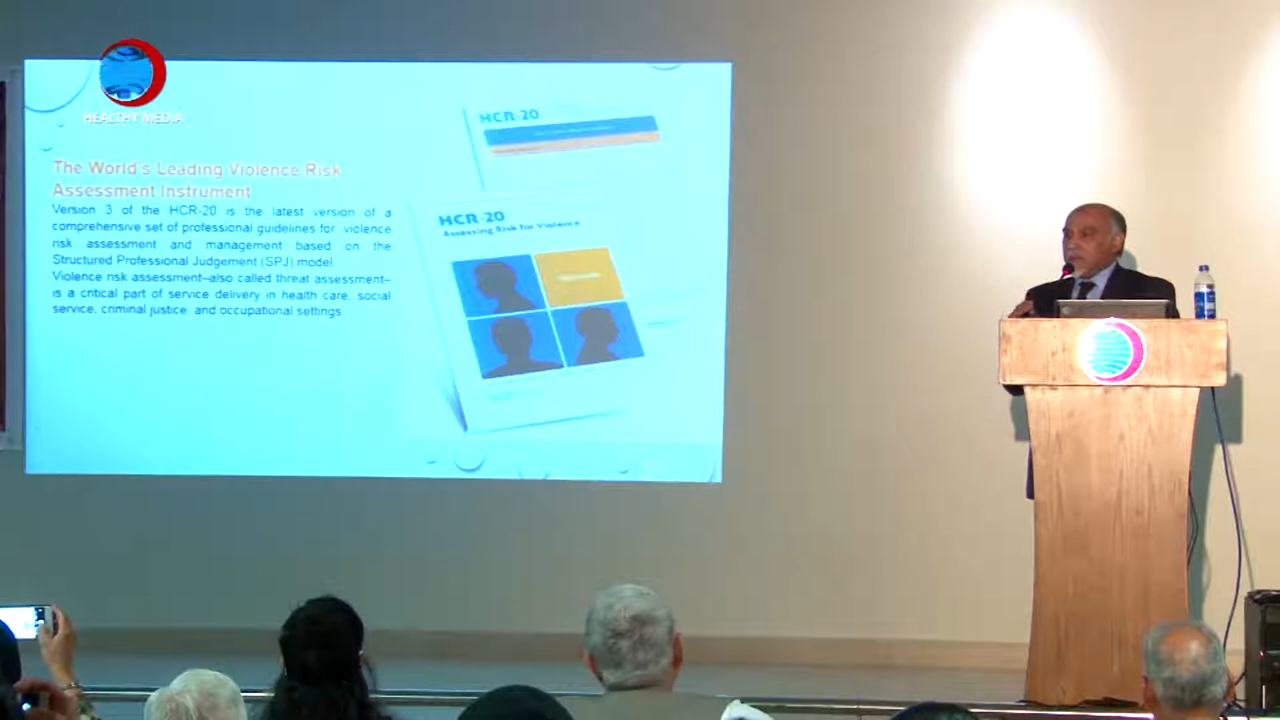 HEALTHY MEDIA
The World's Leading Violence Risk
Assessment Instrument
Version 3 of the HCR-20 is the latest version of a
comprehensive set of professional guidelines for violence
risk assessment and management based on the
Structured Professional Judgement (SPJ) model.
Violence risk assessment–also called threat assessment–
is a critical part of service delivery in health care, social
service, criminal justice, and occupational settings
HCR-20
HCR-20
Assessing Risk for Violence